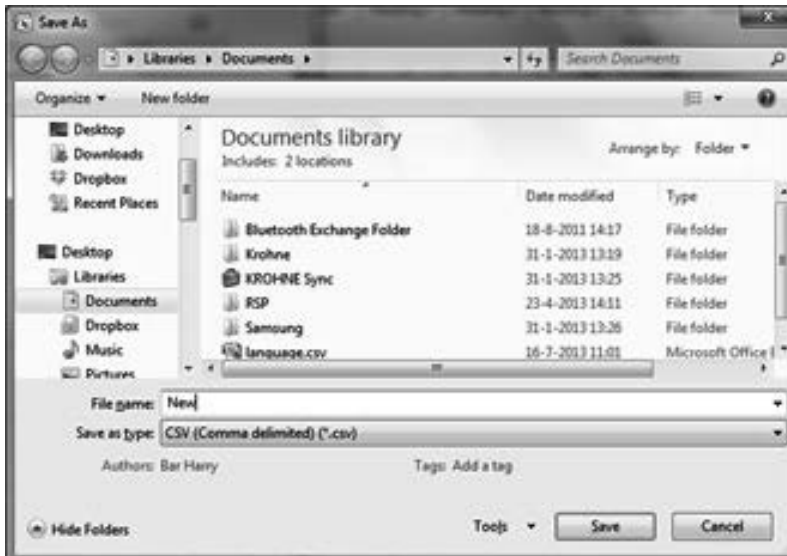 Save As
Libraries ▸ Documents ▸
Search Documents
Organize ▾ New folder
Desktop
Downloads
Dropbox
Recent Places
Desktop
Libraries
Documents
Dropbox
Music
Pictures
Documents library
Includes: 2 locations
Arrange by: Folder ▾
Name Date modified Type
Bluetooth Exchange Folder 18-8-2011 14:17 File folder
Krohne 31-1-2013 13:19 File folder
KROHNE Sync 31-1-2013 13:25 File folder
RSP 23-4-2013 14:11 File folder
Samsung 31-1-2013 13:26 File folder
language.csv 16-7-2013 11:01 Microsoft Office
File name: New
Save as type: CSV (Comma delimited) (*.csv)
Authors: Bar Harry Tags: Add a tag
Hide Folders Tools ▾ Save Cancel